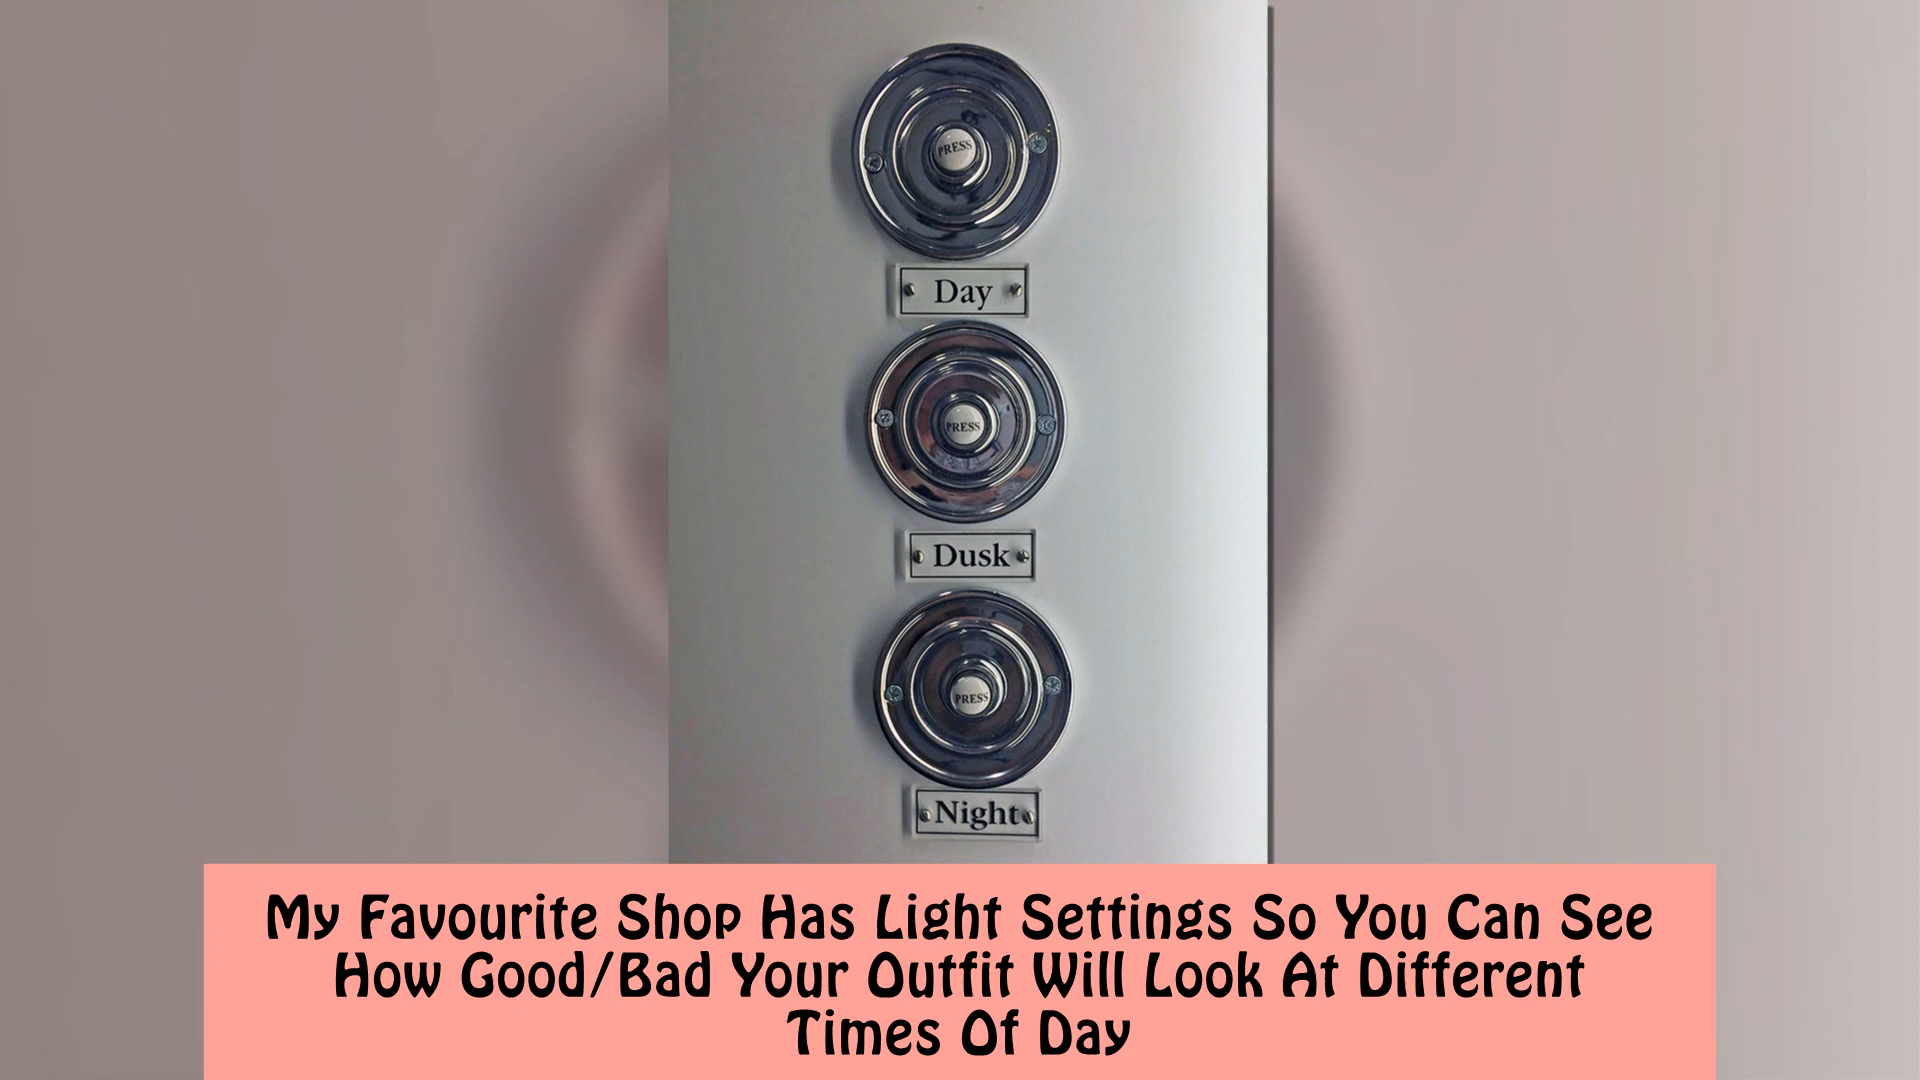 PRESS
Day
PRESS
Dusk
PRESS
Night
My Favourite Shop Has Light Settings So You Can See
How Good/Bad Your Outfit Will Look At Different
Times Of Day